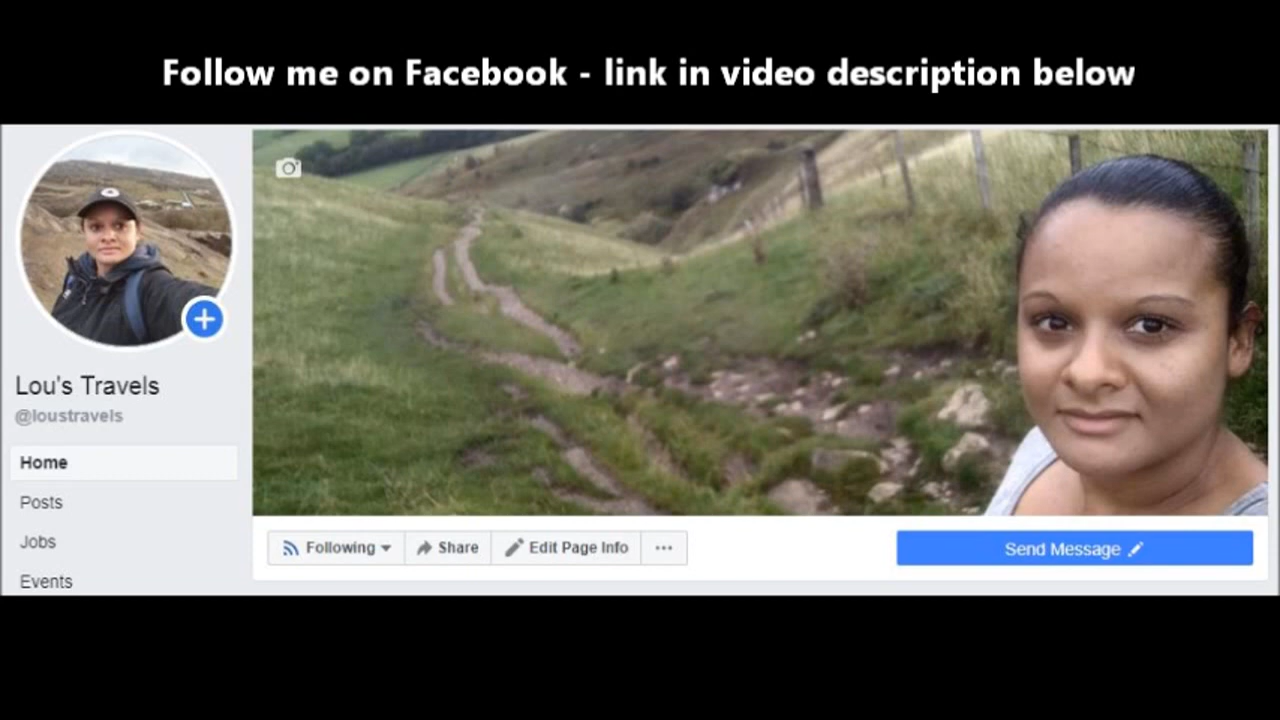 Follow me on Facebook - link in video description below
Lou's Travels
@loustravels
Home
Posts
Jobs
Events
Following
Share
Edit Page Info
Send Message